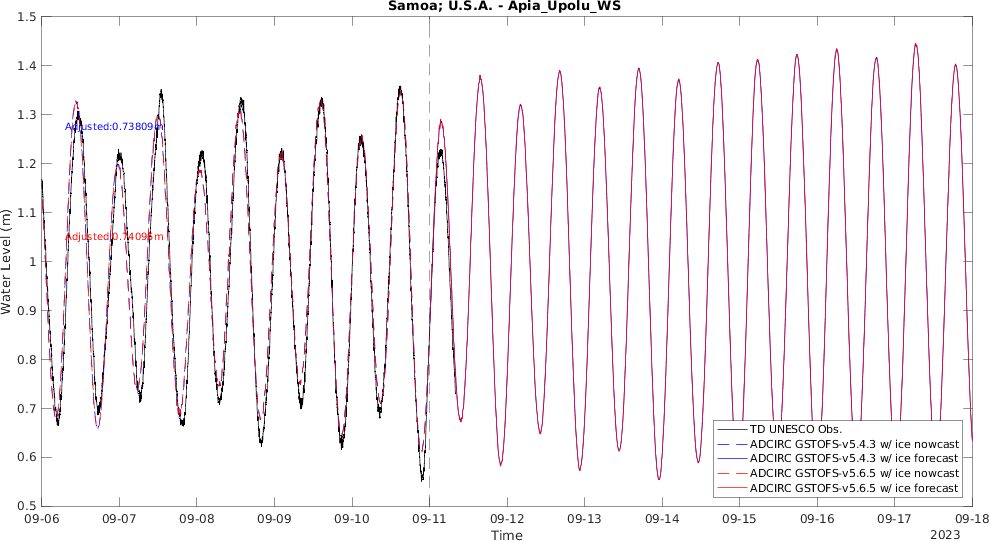 Samoa; U.S.A. - Apia_Upolu_WS
1.5
1.4
1.3
1.2
1.1
1
0.9
0.8
0.7
0.6
0.5
Water Level (m)
Adjusted:0.73809m
Adjusted:0.74095m
TD UNESCO Obs.
ADCIRC GSTOFS-v5.4.3 w/ ice nowcast
ADCIRC GSTOFS-v5.4.3 w/ ice forecast
ADCIRC GSTOFS-v5.6.5 w/ ice nowcast
ADCIRC GSTOFS-v5.6.5 w/ ice forecast
09-06 09-07 09-08 09-09 09-10 09-11 09-12 09-13 09-14 09-15 09-16 09-17 09-18
Time
2023